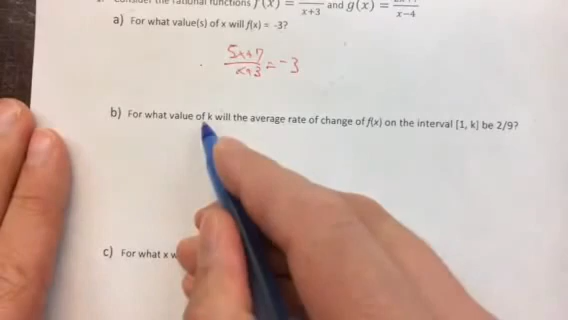 Consider the rational functions f(x) = x+3 and g(x) = x−4
a) For what value(s) of x will f(x) = -3?
5x+7
x+3 = -3
b) For what value of k will the average rate of change of f(x) on the interval [1, k] be 2/9?
c) For what x